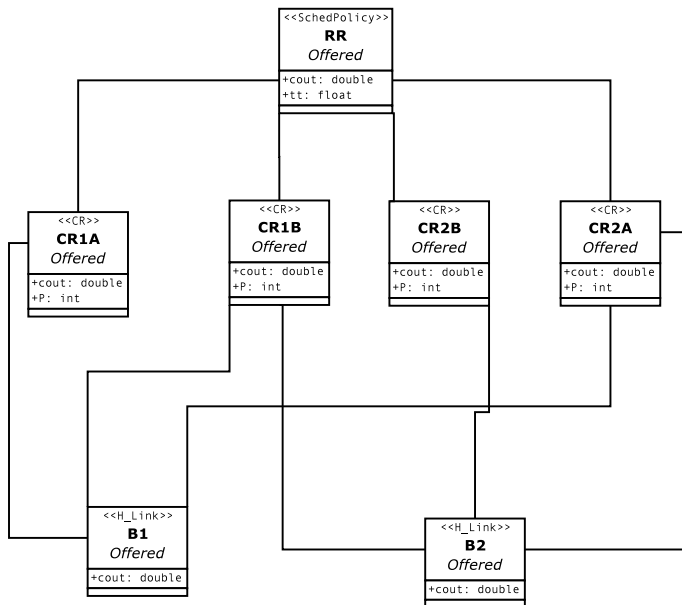 <<SchedPolicy>>
RR
Offered
+cout: double
+tt: float
<<CR>>
CR1A
Offered
+cout: double
+P: int
<<CR>>
CR1B
Offered
+cout: double
+P: int
<<CR>>
CR2B
Offered
+cout: double
+P: int
<<CR>>
CR2A
Offered
+cout: double
+P: int
<<H_Link>>
B1
Offered
+cout: double
<<H_Link>>
B2
Offered
+cout: double